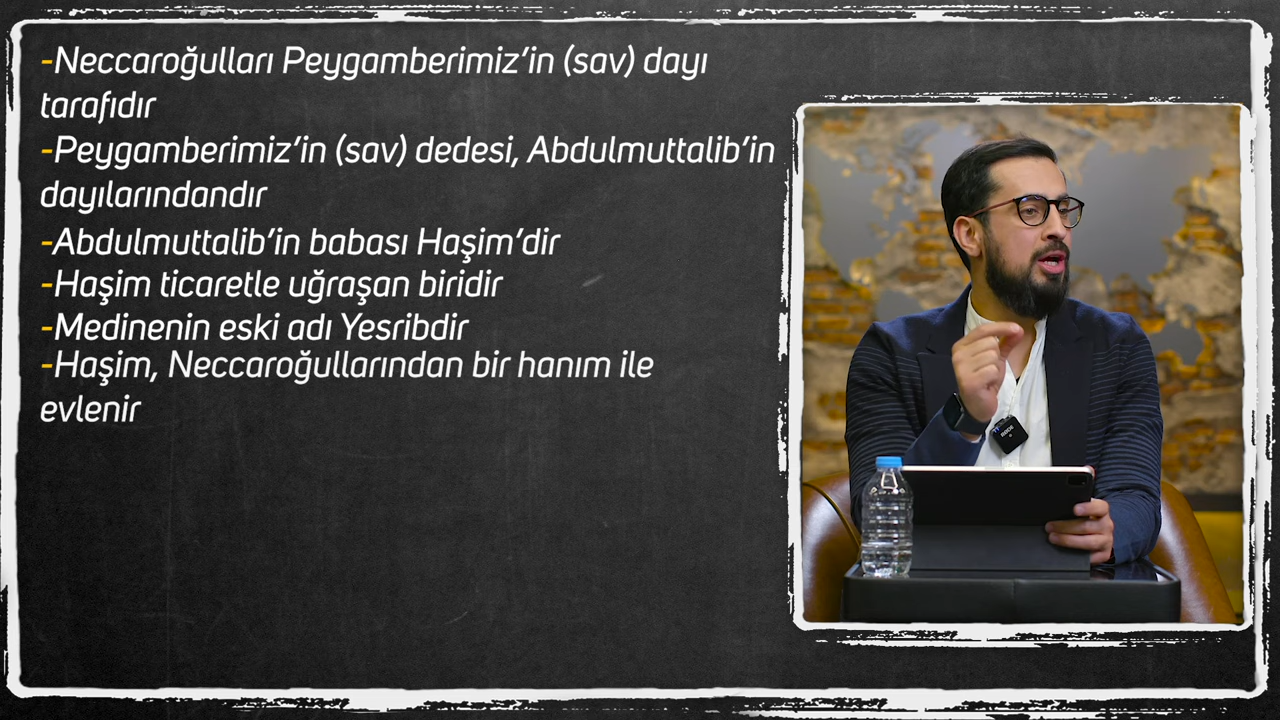 -Neccaroğulları Peygamberimiz’in (sav) dayı
tarafıdır
-Peygamberimiz’in (sav) dedesi, Abdulmuttalib’in
dayılarındandır
-Abdulmuttalib’in babası Haşim’dir
-Haşim ticaretle uğraşan biridir
-Medinenin eski adı Yesribdir
-Haşim, Neccaroğullarından bir hanım ile
evlenir
RODE